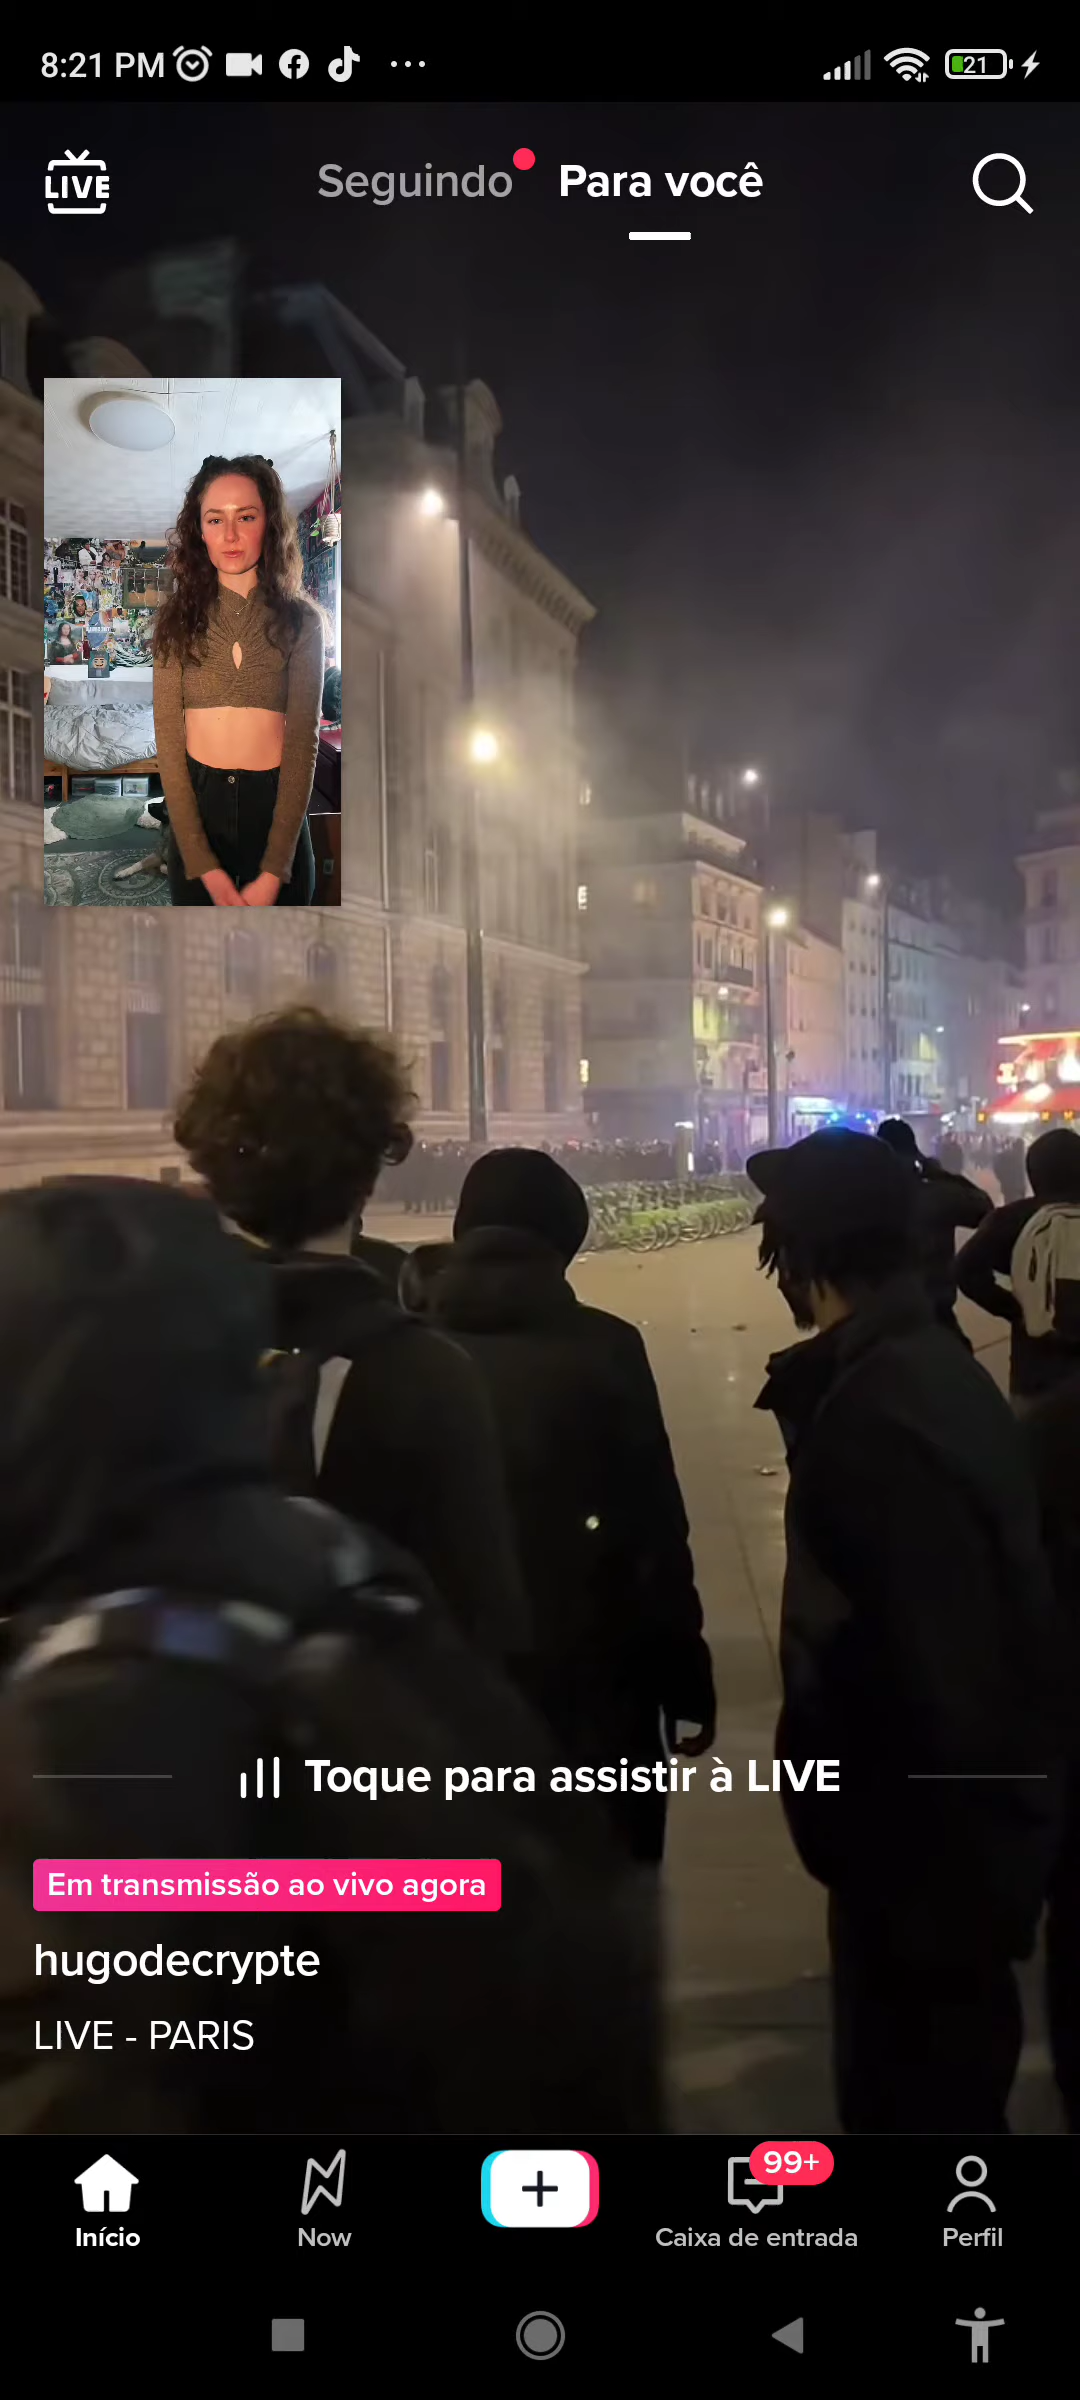 8:21 PM
21
LIVE
Seguindo
Para você
Toque para assistir à LIVE
Em transmissão ao vivo agora
hugodecrypte
LIVE - PARIS
99+
Início
Now
Caixa de entrada
Perfil